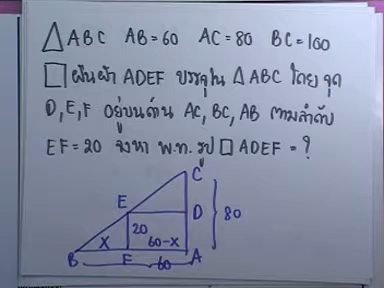 △ABC AB=60 AC=80 BC=100
□ ผืนผ้า ADEF บรรจุใน △ABC โดย จุด
D,E,F อยู่บนด้าน AC, BC, AB ตามลำดับ
EF=20 จงหา พ.ท. รูป □ADEF = ?
C
E
D
80
20
X
60-x
B
F
A
60